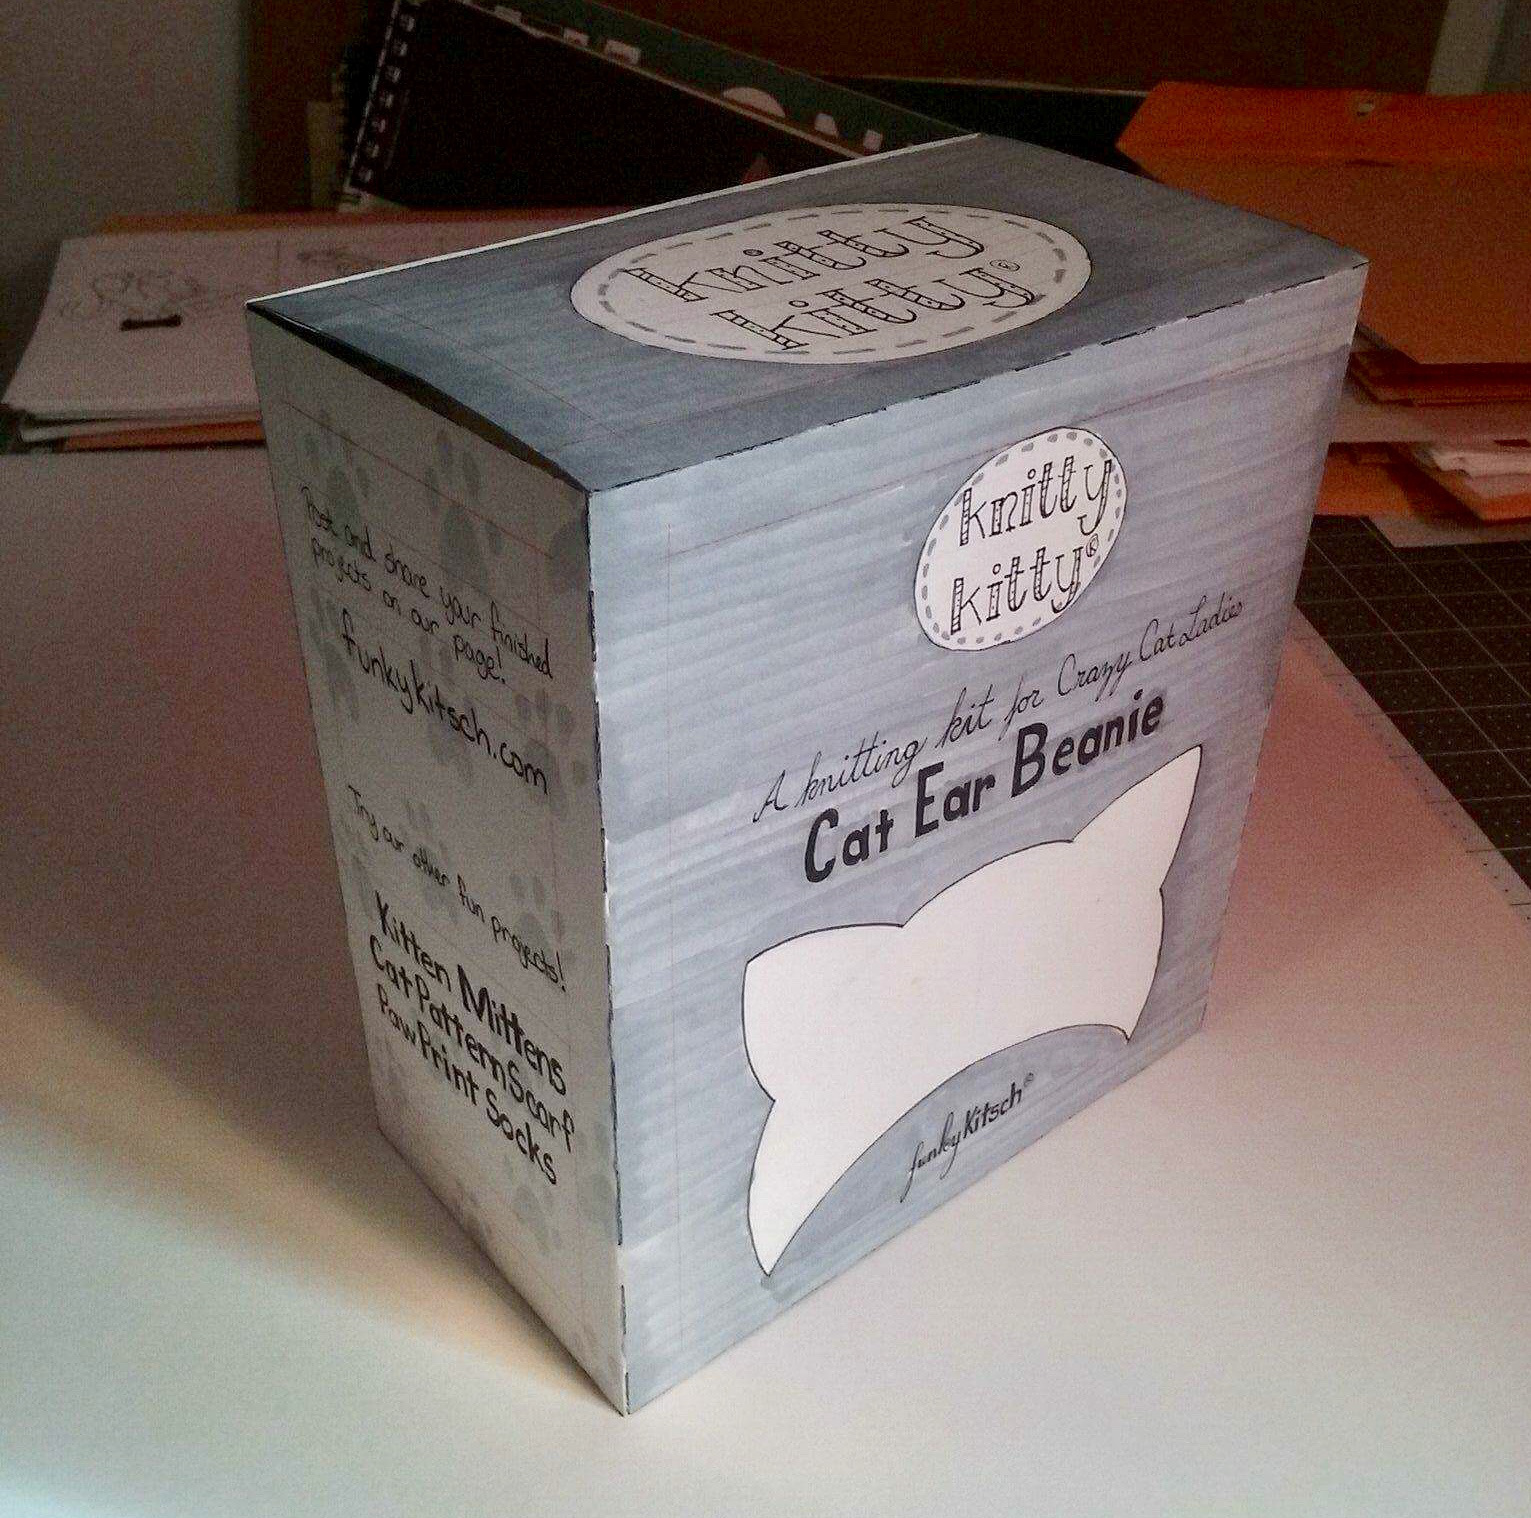 knitty
kitty®
knitty
kitty®
A knitting kit for Crazy Cat Ladies
Cat Ear Beanie
funkyKitsch®
Post and share your finished
projects on our page!
funkykitsch.com
Try our other fun projects!
Kitten Mittens
Cat Pattern Scarf
Paw Print Socks